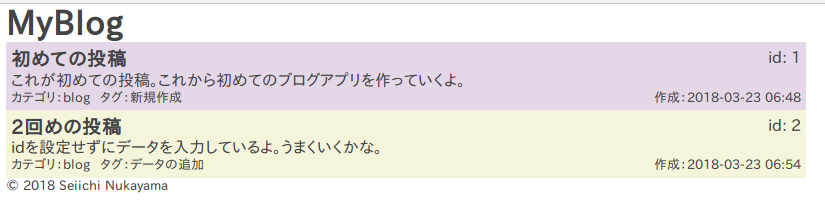 MyBlog
初めての投稿 id: 1
これが初めての投稿。これから初めてのブログアプリを作っていくよ。
カテゴリ：blog タグ：新規作成 作成：2018-03-23 06:48
2回めの投稿 id: 2
idを設定せずにデータを入力しているよ。うまくいくかな。
カテゴリ：blog タグ：データの追加 作成：2018-03-23 06:54
© 2018 Seiichi Nukayama